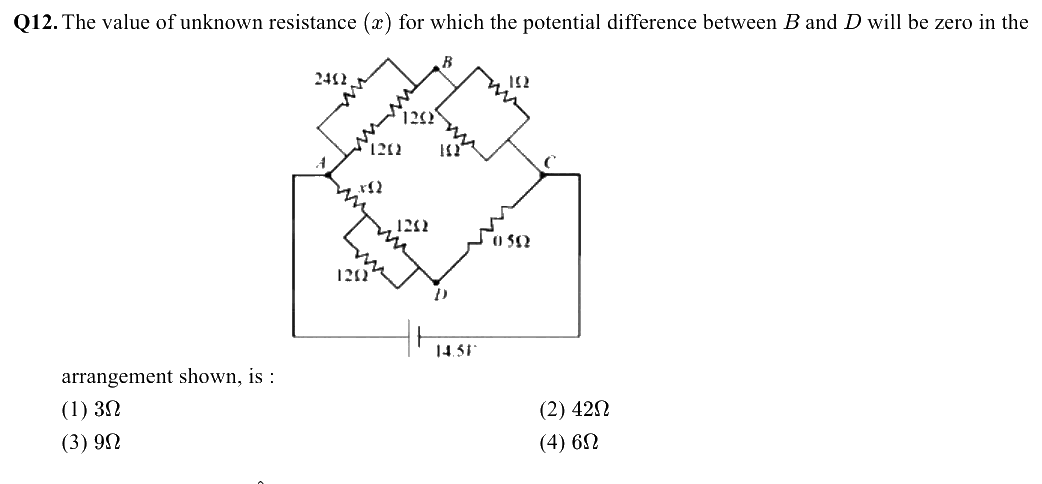 Q12. The value of unknown resistance (x) for which the potential difference between B and D will be zero in the
B
24Ω
1Ω
12Ω
12Ω
1Ω
A
C
xΩ
12Ω
0 5Ω
12Ω
D
14.5V
arrangement shown, is :
(1) 3Ω
(2) 42Ω
(3) 9Ω
(4) 6Ω